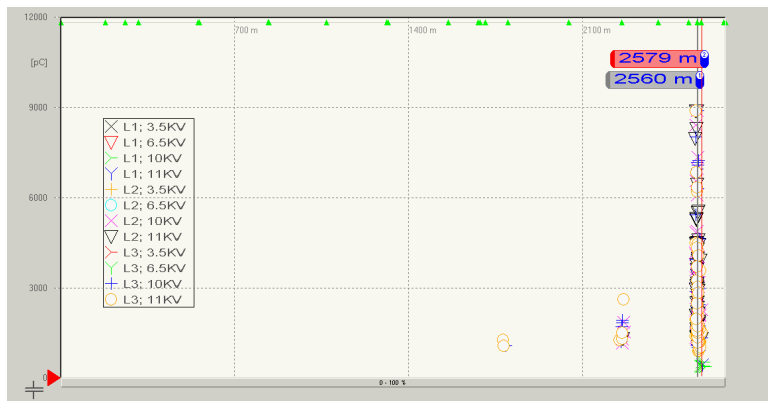 12000
700 m
1400 m
2100 m
[pC]
2579 m
2
2560 m
9000
L1; 3.5KV
L1; 6.5KV
L1; 10KV
L1; 11KV
L2; 3.5KV
L2; 6.5KV
L2; 10KV
L2; 11KV
L3; 3.5KV
L3; 6.5KV
L3; 10KV
L3; 11KV
6000
3000
0
0 - 100 %